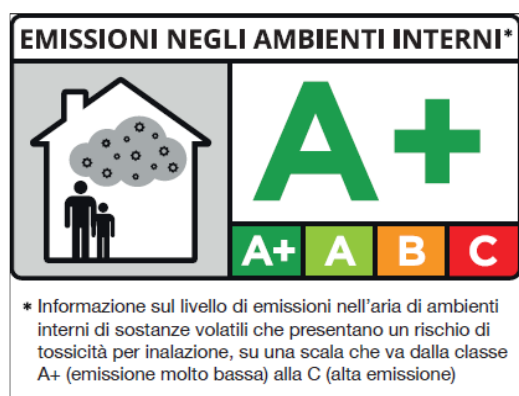 EMISSIONI NEGLI AMBIENTI INTERNI*
A+
A+ A B C
* Informazione sul livello di emissioni nell'aria di ambienti
interni di sostanze volatili che presentano un rischio di
tossicità per inalazione, su una scala che va dalla classe
A+ (emissione molto bassa) alla C (alta emissione)